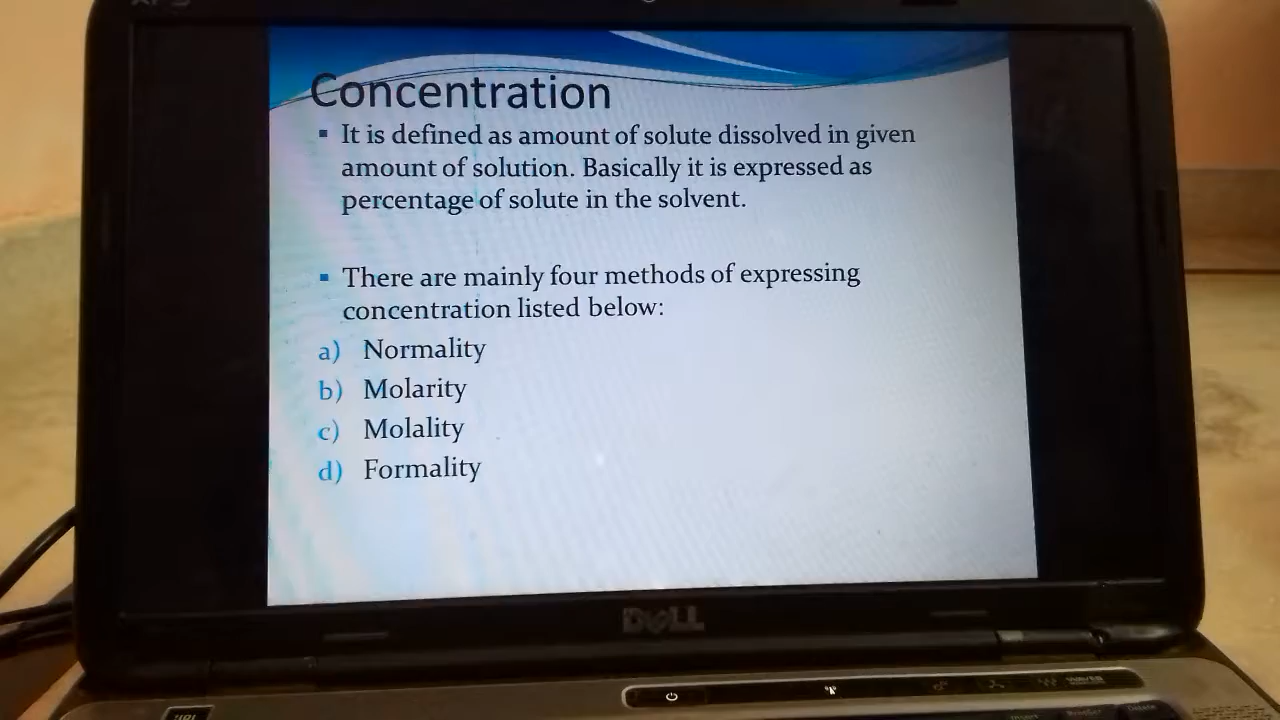 Concentration
▪ It is defined as amount of solute dissolved in given
amount of solution. Basically it is expressed as
percentage of solute in the solvent.
▪ There are mainly four methods of expressing
concentration listed below:
a) Normality
b) Molarity
c) Molality
d) Formality
DELL